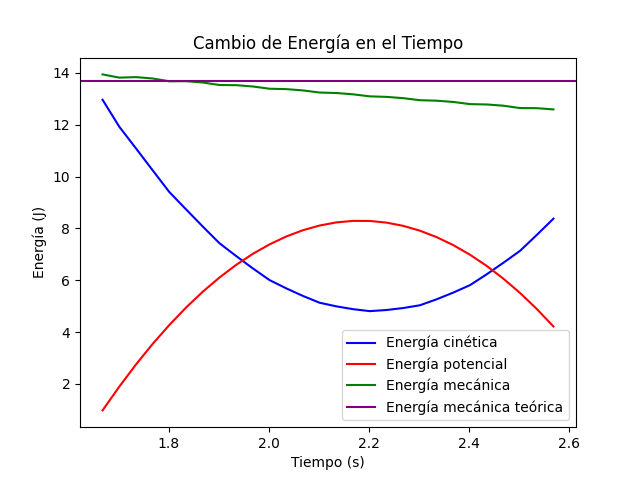 Cambio de Energía en el Tiempo
14
12
10
8
6
4
2
Energía (J)
1.8
2.0
2.2
2.4
2.6
Tiempo (s)
Energía cinética
Energía potencial
Energía mecánica
Energía mecánica teórica